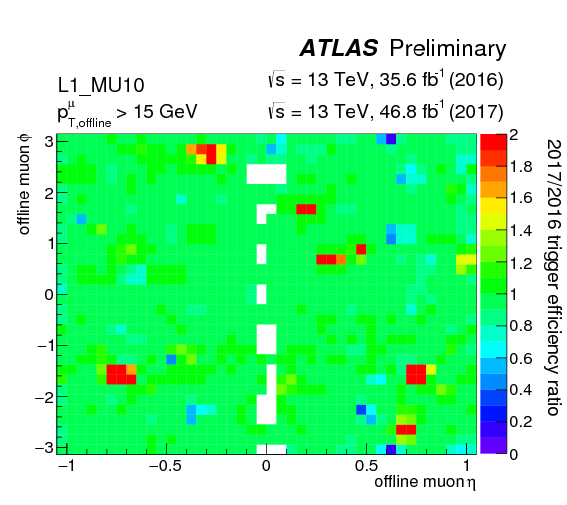 ATLAS Preliminary
L1_MU10
√s = 13 TeV, 35.6 fb⁻¹ (2016)
p^μ_T,offline > 15 GeV
√s = 13 TeV, 46.8 fb⁻¹ (2017)
offline muon ϕ
3
2
1
0
−1
−2
−3
−1 −0.5 0 0.5 1
offline muon η
2
1.8
1.6
1.4
1.2
1
0.8
0.6
0.4
0.2
0
2017/2016 trigger efficiency ratio